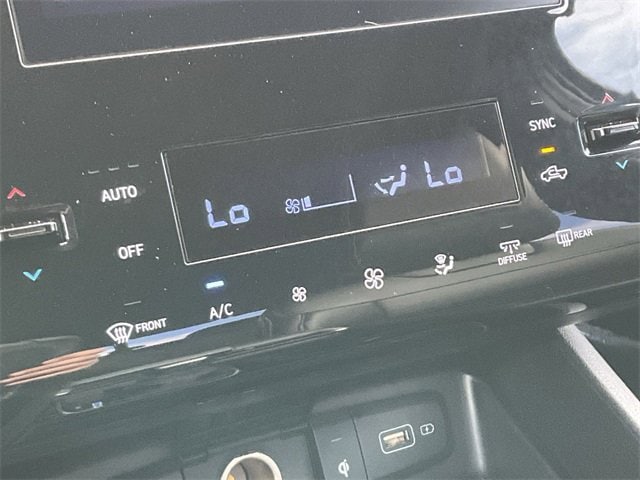 SYNC
AUTO
Lo
Lo
OFF
REAR
DIFFUSE
A/C
FRONT